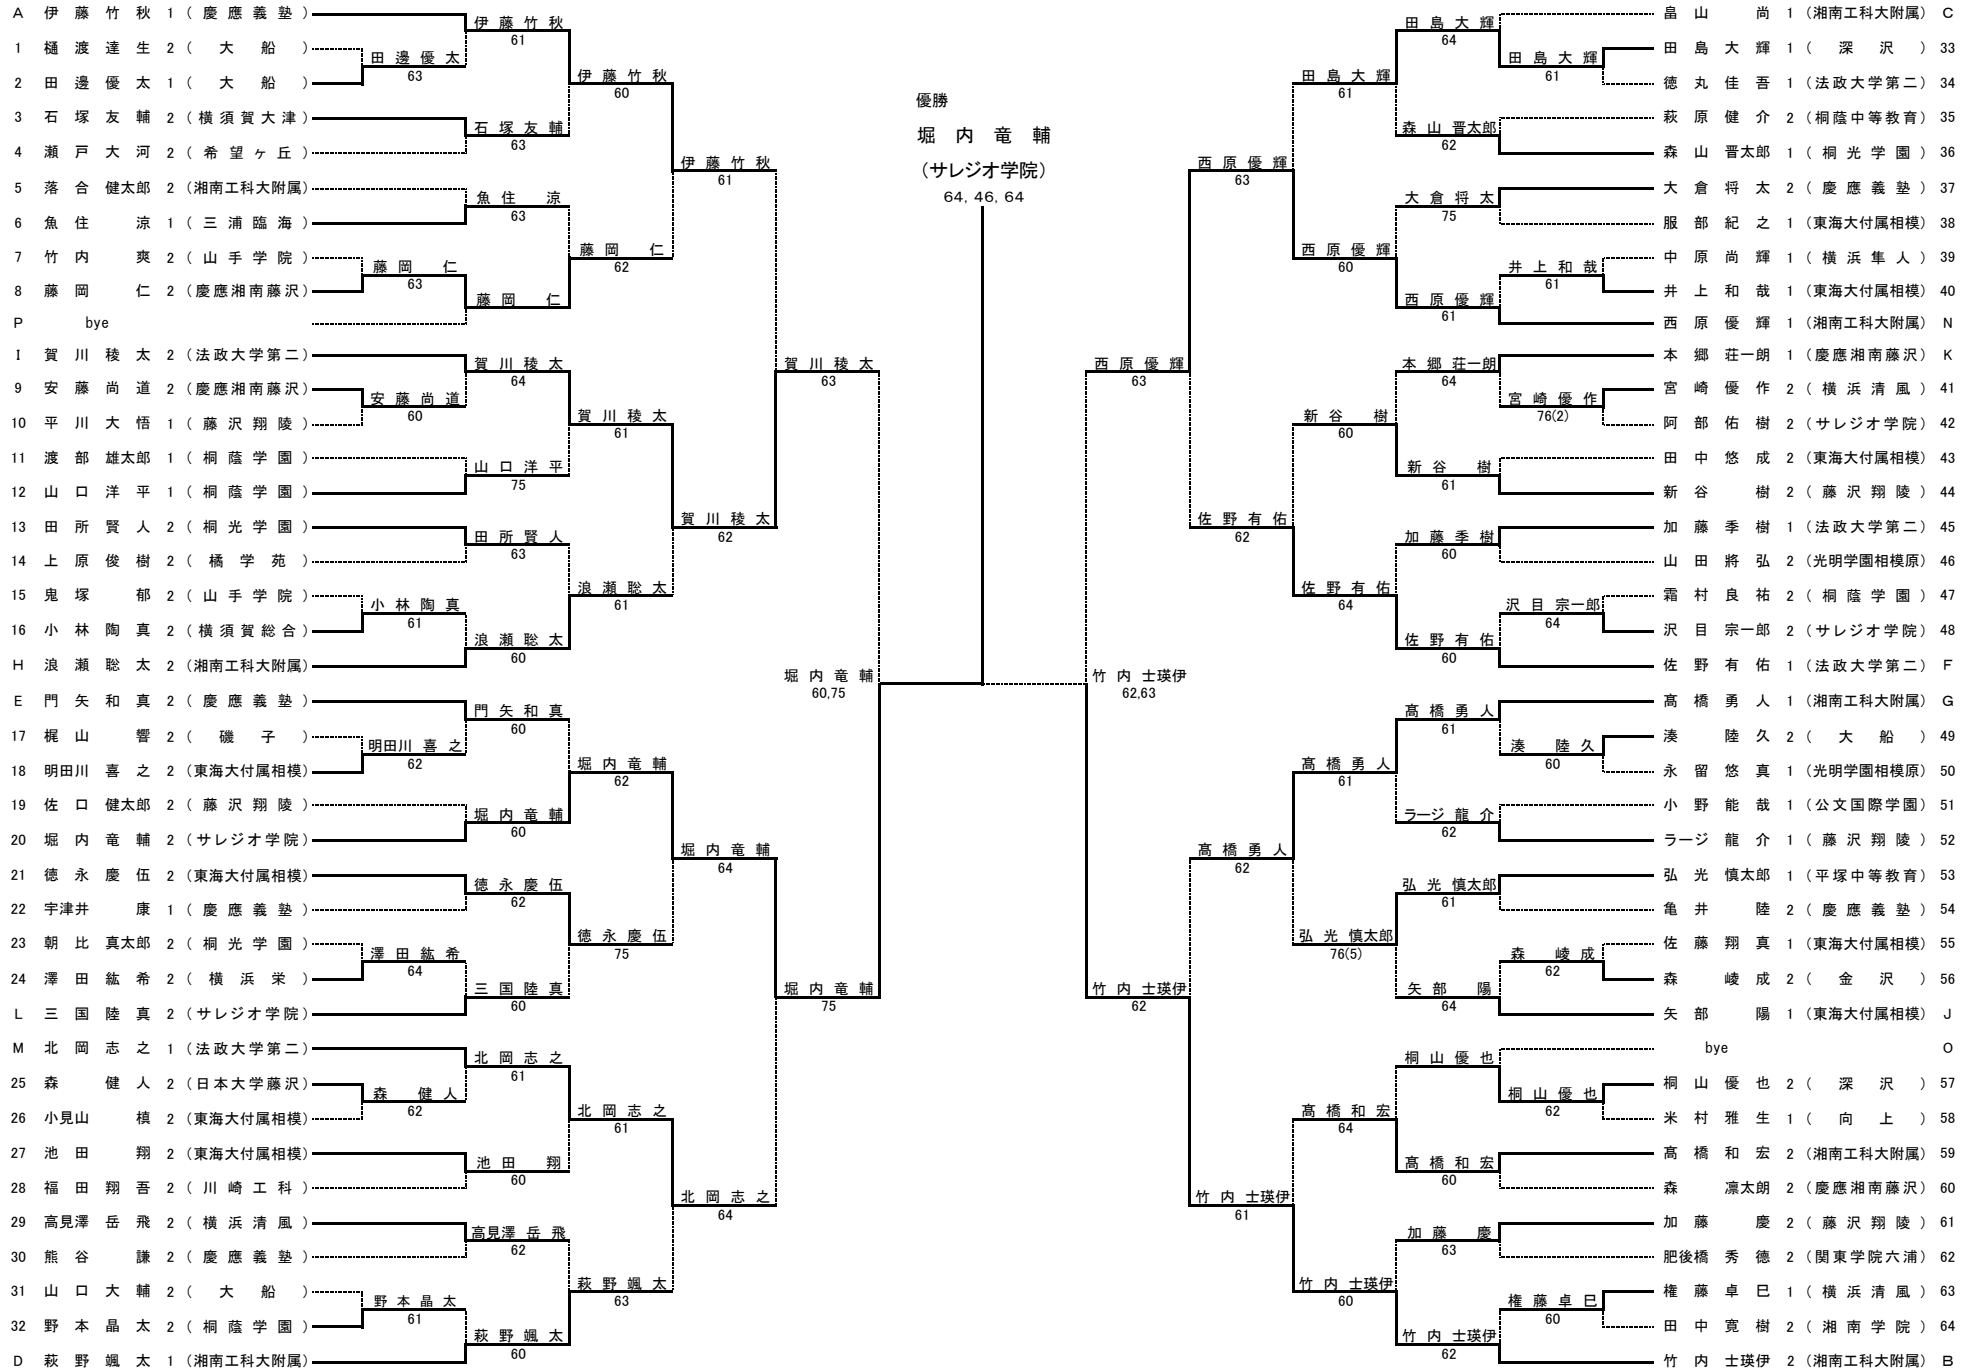 A 伊藤竹秋 1 (慶應義塾)
1 樋渡達生 2 (大船)
2 田邊優太 1 (大船)
3 石塚友輔 2 (横須賀大津)
4 瀬戸大河 2 (希望ヶ丘)
5 落合健太郎 2 (湘南工科大附属)
6 魚住涼 1 (三浦臨海)
7 竹内爽 2 (山手学院)
8 藤岡仁 2 (慶應湘南藤沢)
P bye
I 賀川稜太 2 (法政大学第二)
9 安藤尚道 2 (慶應湘南藤沢)
10 平川大悟 1 (藤沢翔陵)
11 渡部雄太郎 1 (桐蔭学園)
12 山口洋平 1 (桐蔭学園)
13 田所賢人 2 (桐光学園)
14 上原俊樹 2 (橘学苑)
15 鬼塚郁 2 (山手学院)
16 小林陶真 2 (横須賀総合)
H 浪瀬聡太 2 (湘南工科大附属)
E 門矢和真 2 (慶應義塾)
17 梶山響 2 (磯子)
18 明田川喜之 2 (東海大付属相模)
19 佐口健太郎 2 (藤沢翔陵)
20 堀内竜輔 2 (サレジオ学院)
21 徳永慶伍 2 (東海大付属相模)
22 宇津井康 1 (慶應義塾)
23 朝比真太郎 2 (桐光学園)
24 澤田紘希 2 (横浜栄)
L 三国陸真 2 (サレジオ学院)
M 北岡志之 1 (法政大学第二)
25 森健人 2 (日本大学藤沢)
26 小見山槙 2 (東海大付属相模)
27 池田翔 2 (東海大付属相模)
28 福田翔吾 2 (川崎工科)
29 高見澤岳飛 2 (横浜清風)
30 熊谷謙 2 (慶應義塾)
31 山口大輔 2 (大船)
32 野本晶太 2 (桐蔭学園)
D 萩野颯太 1 (湘南工科大附属)
田邊優太
63
藤岡仁
63
安藤尚道
60
小林陶真
61
明田川喜之
62
澤田紘希
64
森健人
62
野本晶太
61
伊藤竹秋
61
石塚友輔
63
魚住涼
63
藤岡仁
賀川稜太
64
山口洋平
75
田所賢人
63
浪瀬聡太
60
門矢和真
60
堀内竜輔
60
徳永慶伍
62
三国陸真
60
北岡志之
61
池田翔
60
高見澤岳飛
62
萩野颯太
60
伊藤竹秋
60
藤岡仁
62
賀川稜太
61
浪瀬聡太
61
堀内竜輔
62
徳永慶伍
75
北岡志之
61
萩野颯太
63
伊藤竹秋
61
賀川稜太
62
堀内竜輔
64
北岡志之
64
賀川稜太
63
堀内竜輔
75
堀内竜輔
60,75
優勝
堀内竜輔
(サレジオ学院)
64, 46, 64
竹内士瑛伊
62,63
西原優輝
63
竹内士瑛伊
62
西原優輝
63
佐野有佑
62
髙橋勇人
62
竹内士瑛伊
61
田島大輝
61
西原優輝
60
新谷樹
60
佐野有佑
64
髙橋勇人
61
弘光慎太郎
76(5)
髙橋和宏
64
竹内士瑛伊
60
田島大輝
64
森山晋太郎
62
大倉将太
75
西原優輝
61
本郷荘一朗
64
新谷樹
61
加藤季樹
60
佐野有佑
60
髙橋勇人
61
ラージ龍介
62
弘光慎太郎
61
矢部陽
64
桐山優也
髙橋和宏
60
加藤慶
63
竹内士瑛伊
62
田島大輝
61
井上和哉
61
宮崎優作
76(2)
沢目宗一郎
64
湊陸久
60
森崚成
62
桐山優也
62
権藤卓巳
60
畠山尚 1 (湘南工科大附属) C
田島大輝 1 (深沢) 33
徳丸佳吾 1 (法政大学第二) 34
萩原健介 2 (桐蔭中等教育) 35
森山晋太郎 1 (桐光学園) 36
大倉将太 2 (慶應義塾) 37
服部紀之 1 (東海大付属相模) 38
中原尚輝 1 (横浜隼人) 39
井上和哉 1 (東海大付属相模) 40
西原優輝 1 (湘南工科大附属) N
本郷荘一朗 1 (慶應湘南藤沢) K
宮崎優作 2 (横浜清風) 41
阿部佑樹 2 (サレジオ学院) 42
田中悠成 2 (東海大付属相模) 43
新谷樹 2 (藤沢翔陵) 44
加藤季樹 1 (法政大学第二) 45
山田將弘 2 (光明学園相模原) 46
霜村良祐 2 (桐蔭学園) 47
沢目宗一郎 2 (サレジオ学院) 48
佐野有佑 1 (法政大学第二) F
髙橋勇人 1 (湘南工科大附属) G
湊陸久 2 (大船) 49
永留悠真 1 (光明学園相模原) 50
小野能哉 1 (公文国際学園) 51
ラージ龍介 1 (藤沢翔陵) 52
弘光慎太郎 1 (平塚中等教育) 53
亀井陸 2 (慶應義塾) 54
佐藤翔真 1 (東海大付属相模) 55
森崚成 2 (金沢) 56
矢部陽 1 (東海大付属相模) J
bye O
桐山優也 2 (深沢) 57
米村雅生 1 (向上) 58
髙橋和宏 2 (湘南工科大附属) 59
森凛太朗 2 (慶應湘南藤沢) 60
加藤慶 2 (藤沢翔陵) 61
肥後橋秀徳 2 (関東学院六浦) 62
権藤卓巳 1 (横浜清風) 63
田中寛樹 2 (湘南学院) 64
竹内士瑛伊 2 (湘南工科大附属) B